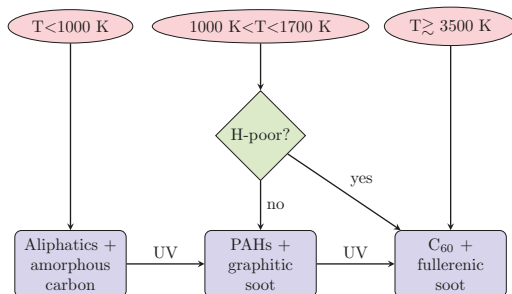 T<1000 K
1000 K<T<1700 K
T≳ 3500 K
H-poor?
yes
no
Aliphatics +
amorphous
carbon
UV
PAHs +
graphitic
soot
UV
C₆₀ +
fullerenic
soot